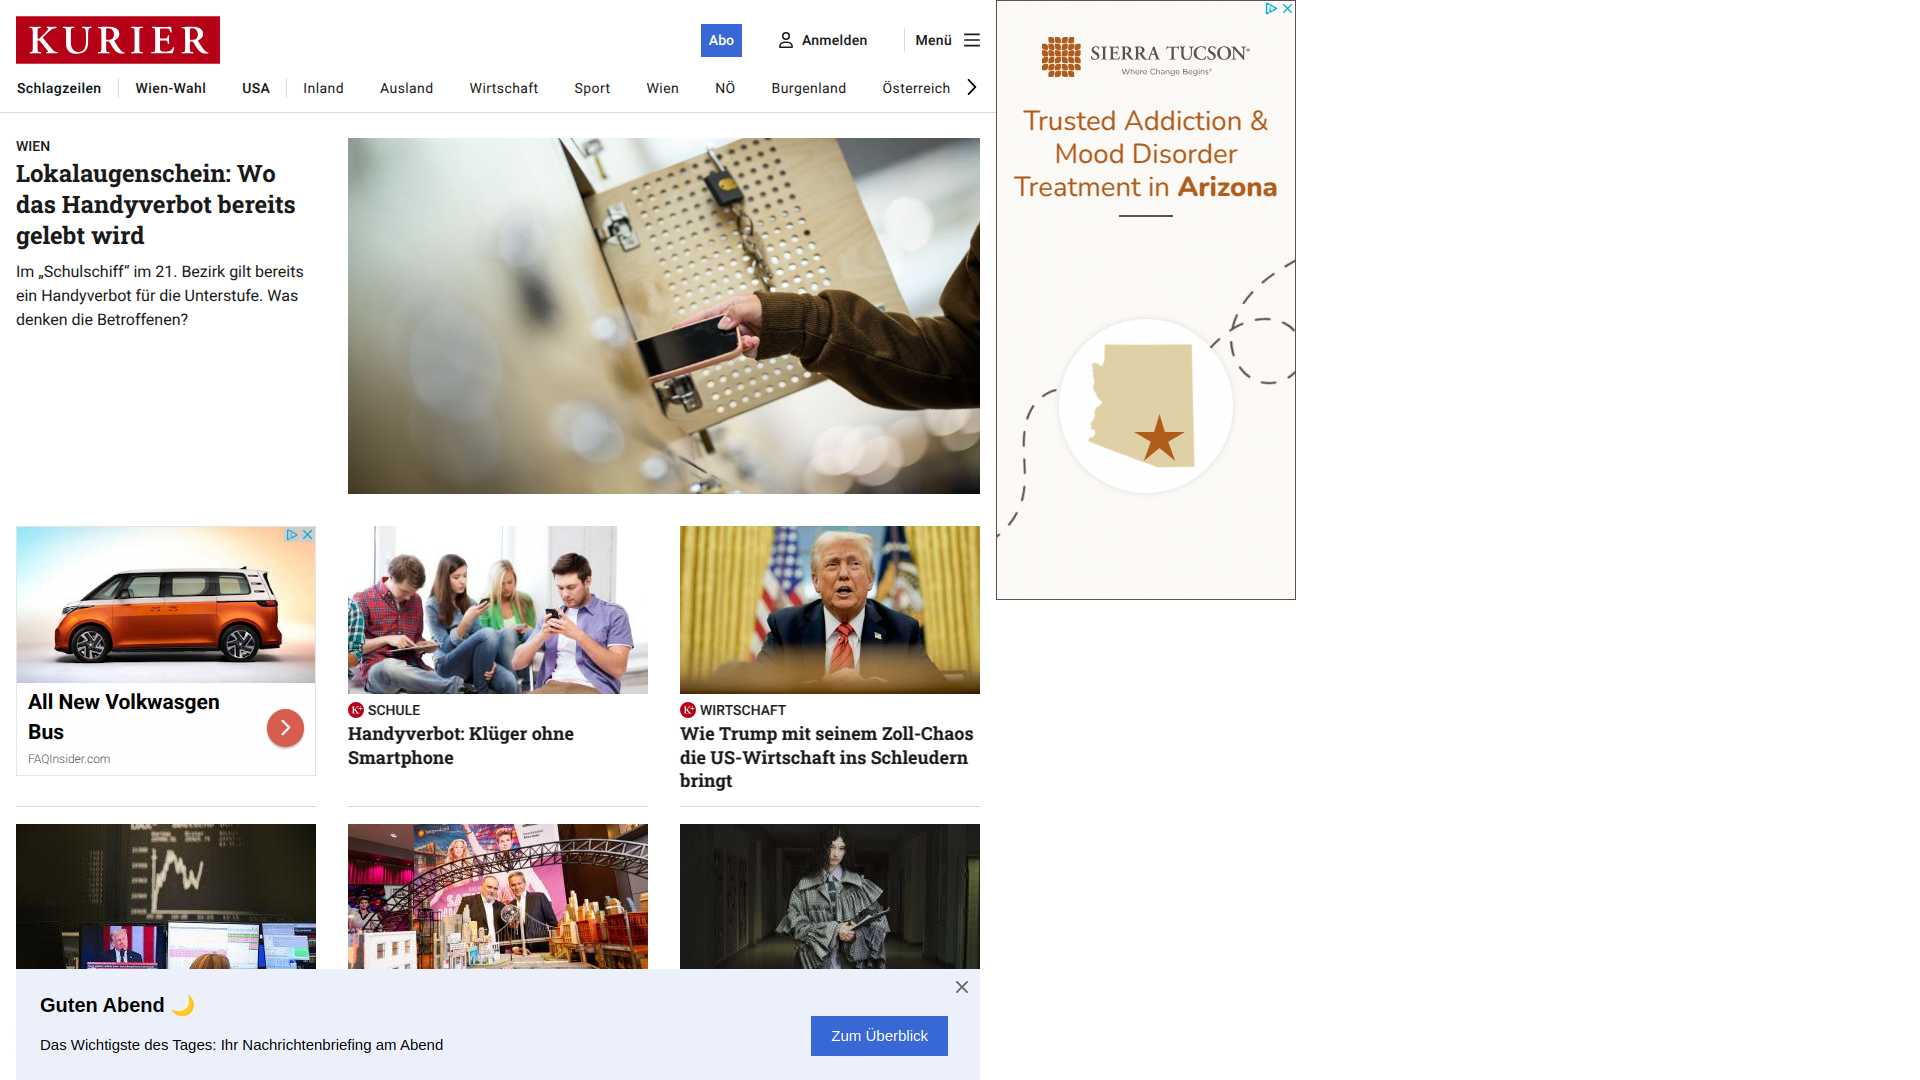 KURIER
Abo
Anmelden
Menü
Schlagzeilen
Wien-Wahl
USA
Inland
Ausland
Wirtschaft
Sport
Wien
NÖ
Burgenland
Österreich
WIEN
Lokalaugenschein: Wo
das Handyverbot bereits
gelebt wird
Im „Schulschiff“ im 21. Bezirk gilt bereits
ein Handyverbot für die Unterstufe. Was
denken die Betroffenen?
SIERRA TUCSON®
Where Change Begins®
Trusted Addiction &
Mood Disorder
Treatment in Arizona
All New Volkwasgen
Bus
FAQInsider.com
K+ SCHULE
Handyverbot: Klüger ohne
Smartphone
K+ WIRTSCHAFT
Wie Trump mit seinem Zoll-Chaos
die US-Wirtschaft ins Schleudern
bringt
Guten Abend 🌙
Das Wichtigste des Tages: Ihr Nachrichtenbriefing am Abend
Zum Überblick